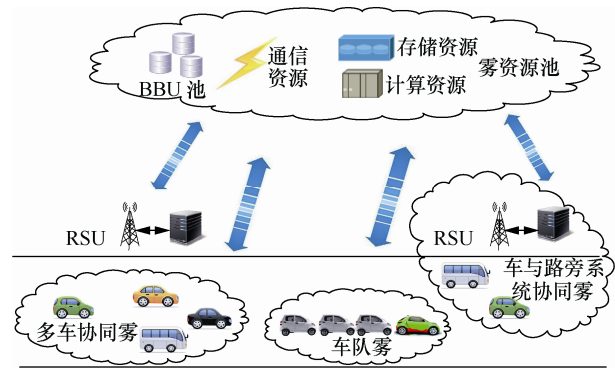 BBU 池
通信
资源
存储资源
计算资源
雾资源池
RSU
RSU
车与路旁系
统协同雾
多车协同雾
车队雾